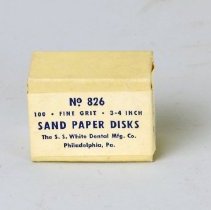 No 826
100 • FINE GRIT • 3-4 INCH
SAND PAPER DISKS
The S. S. White Dental Mfg. Co.
Philadelphia, Pa.